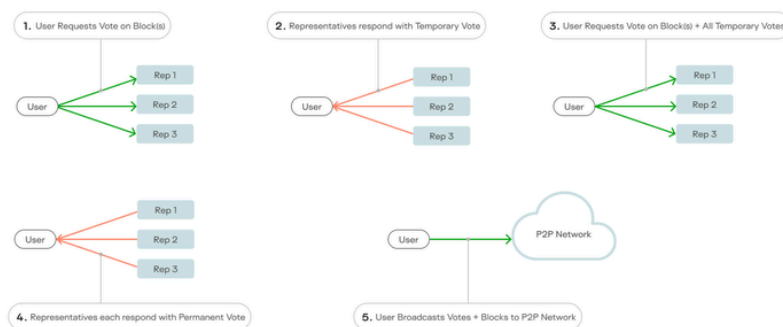 1. User Requests Vote on Block(s)
2. Representatives respond with Temporary Vote
3. User Requests Vote on Block(s) + All Temporary Votes
User
Rep 1
Rep 2
Rep 3
User
Rep 1
Rep 2
Rep 3
User
Rep 1
Rep 2
Rep 3
User
Rep 1
Rep 2
Rep 3
User
P2P Network
4. Representatives each respond with Permanent Vote
5. User Broadcasts Votes + Blocks to P2P Network